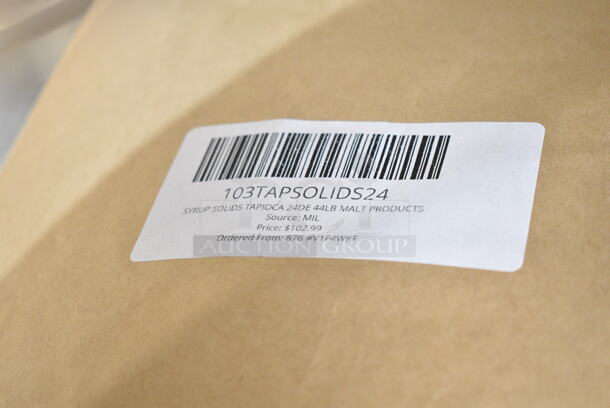 103TAPSOLIDS24
SYRUP SOLIDS TAPIOCA 24DE 44LB MALT PRODUCTS
Source: MIL
Price: $102.99
Ordered From: 876 #V1F4WKF
AUCTION GROUP